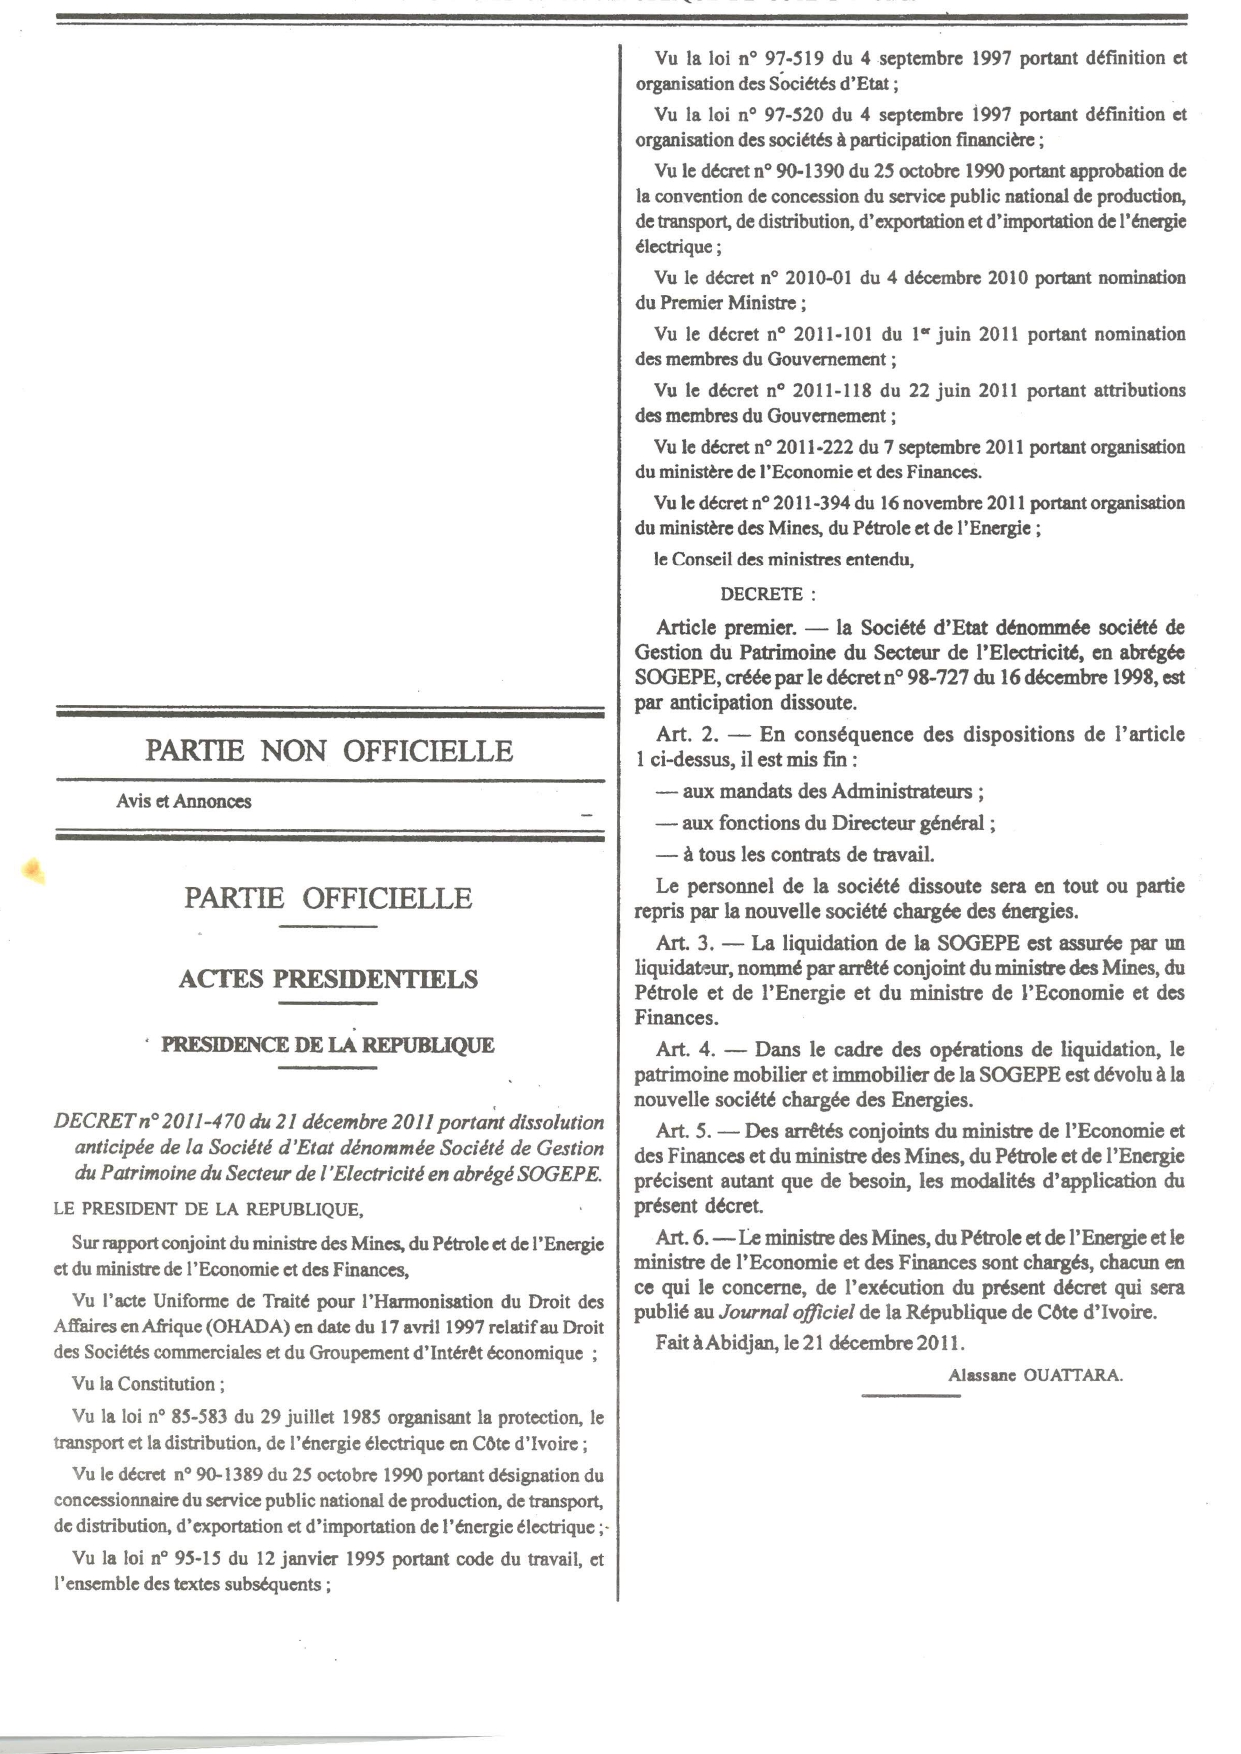 PARTIE NON OFFICIELLE
Avis et Annonces
PARTIE OFFICIELLE
ACTES PRESIDENTIELS
PRESIDENCE DE LA REPUBLIQUE
DECRET n° 2011-470 du 21 décembre 2011 portant dissolution
anticipée de la Société d'Etat dénommée Société de Gestion
du Patrimoine du Secteur de l'Electricité en abrégé SOGEPE.
LE PRESIDENT DE LA REPUBLIQUE,
Sur rapport conjoint du ministre des Mines, du Pétrole et de l'Energie
et du ministre de l'Economie et des Finances,
Vu l'acte Uniforme de Traité pour l'Harmonisation du Droit des
Affaires en Afrique (OHADA) en date du 17 avril 1997 relatif au Droit
des Sociétés commerciales et du Groupement d'Intérêt économique ;
Vu la Constitution ;
Vu la loi n° 85-583 du 29 juillet 1985 organisant la protection, le
transport et la distribution, de l'énergie électrique en Côte d'Ivoire ;
Vu le décret n° 90-1389 du 25 octobre 1990 portant désignation du
concessionnaire du service public national de production, de transport,
de distribution, d'exportation et d'importation de l'énergie électrique ;
Vu la loi n° 95-15 du 12 janvier 1995 portant code du travail, et
l'ensemble des textes subséquents ;
Vu la loi n° 97-519 du 4 septembre 1997 portant définition et
organisation des Sociétés d'Etat ;
Vu la loi n° 97-520 du 4 septembre 1997 portant définition et
organisation des sociétés à participation financière ;
Vu le décret n° 90-1390 du 25 octobre 1990 portant approbation de
la convention de concession du service public national de production,
de transport, de distribution, d'exportation et d'importation de l'énergie
électrique ;
Vu le décret n° 2010-01 du 4 décembre 2010 portant nomination
du Premier Ministre ;
Vu le décret n° 2011-101 du 1er juin 2011 portant nomination
des membres du Gouvernement ;
Vu le décret n° 2011-118 du 22 juin 2011 portant attributions
des membres du Gouvernement ;
Vu le décret n° 2011-222 du 7 septembre 2011 portant organisation
du ministère de l'Economie et des Finances.
Vu le décret n° 2011-394 du 16 novembre 2011 portant organisation
du ministère des Mines, du Pétrole et de l'Energie ;
le Conseil des ministres entendu,
DECRETE :
Article premier. — la Société d'Etat dénommée société de
Gestion du Patrimoine du Secteur de l'Electricité, en abrégée
SOGEPE, créée par le décret n° 98-727 du 16 décembre 1998, est
par anticipation dissoute.
Art. 2. — En conséquence des dispositions de l'article
1 ci-dessus, il est mis fin :
— aux mandats des Administrateurs ;
— aux fonctions du Directeur général ;
— à tous les contrats de travail.
Le personnel de la société dissoute sera en tout ou partie
repris par la nouvelle société chargée des énergies.
Art. 3. — La liquidation de la SOGEPE est assurée par un
liquidateur, nommé par arrêté conjoint du ministre des Mines, du
Pétrole et de l'Energie et du ministre de l'Economie et des
Finances.
Art. 4. — Dans le cadre des opérations de liquidation, le
patrimoine mobilier et immobilier de la SOGEPE est dévolu à la
nouvelle société chargée des Energies.
Art. 5. — Des arrêtés conjoints du ministre de l'Economie et
des Finances et du ministre des Mines, du Pétrole et de l'Energie
précisent autant que de besoin, les modalités d'application du
présent décret.
Art. 6. — Le ministre des Mines, du Pétrole et de l'Energie et le
ministre de l'Economie et des Finances sont chargés, chacun en
ce qui le concerne, de l'exécution du présent décret qui sera
publié au Journal officiel de la République de Côte d'Ivoire.
Fait à Abidjan, le 21 décembre 2011.
Alassane OUATTARA.